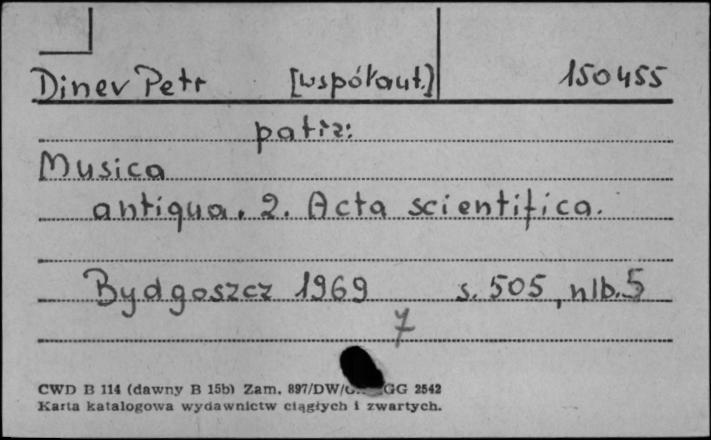 Dinev Petr [współaut.] 150455
patrz:
Musica
antiqua. 2. Acta scientifica.
Bydgoszcz 1969 s. 505, nlb. 5
7
CWD B 114 (dawny B 15b) Zam. 897/DW/ GG 2542
Karta katalogowa wydawnictw ciągłych i zwartych.